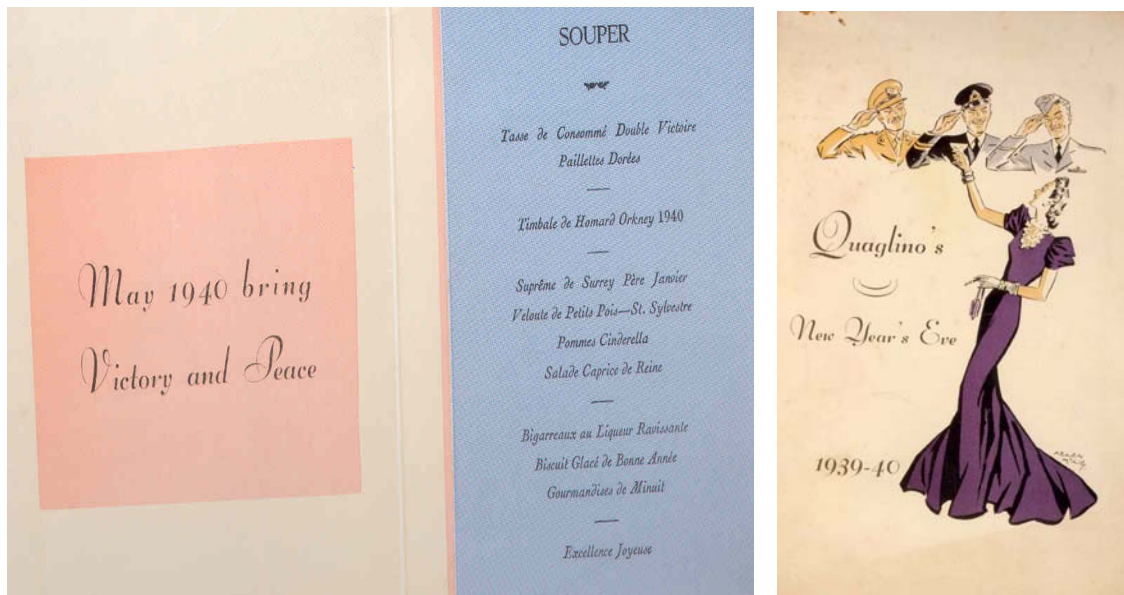 May 1940 bring
Victory and Peace
SOUPER
Tasse de Consommé Double Victoire
Paillettes Dorées
Timbale de Homard Orkney 1940
Suprême de Surrey Père Janvier
Veloute de Petits Pois—St. Sylvestre
Pommes Cinderella
Salade Caprice de Reine
Bigarreaux au Liqueur Ravissante
Biscuit Glacé de Bonne Année
Gourmandises de Minuit
Excellence Joyeuse
Quaglino's
New Year's Eve
1939-40